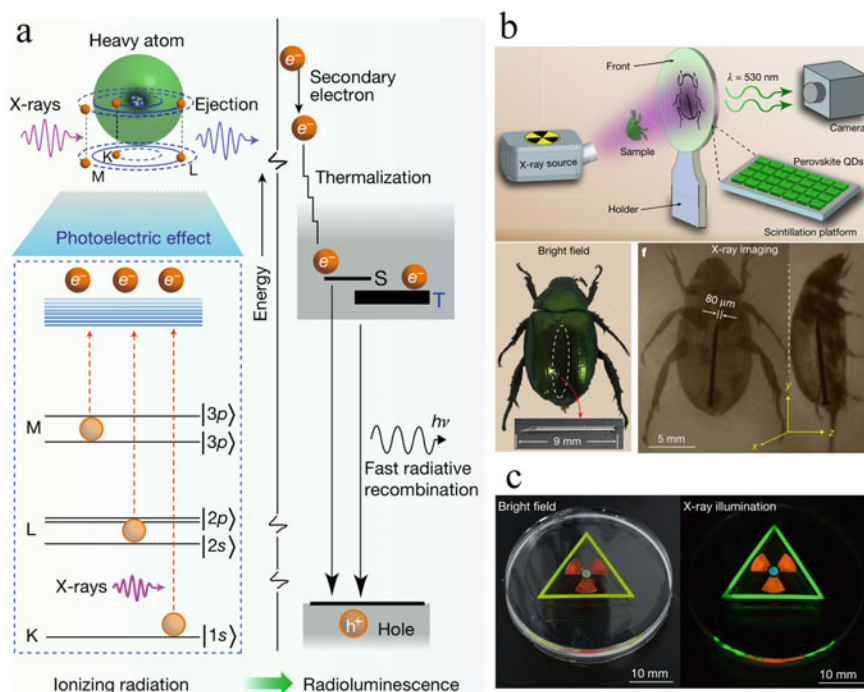 a
Heavy atom
X-rays
Ejection
K
M
L
Photoelectric effect
e⁻ e⁻ e⁻
M
|3p⟩
|3p⟩
L
|2p⟩
|2s⟩
X-rays
K
|1s⟩
Ionizing radiation
Energy
e⁻
Secondary
electron
e⁻
Thermalization
e⁻
S
e⁻
T
hν
Fast radiative
recombination
h⁺
Hole
Radioluminescence
b
Front
λ = 530 nm
Camera
X-ray source
Sample
Perovskite QDs
Holder
Scintillation platform
Bright field
9 mm
f
X-ray imaging
80 μm
5 mm
y
x
z
c
Bright field
10 mm
X-ray illumination
10 mm